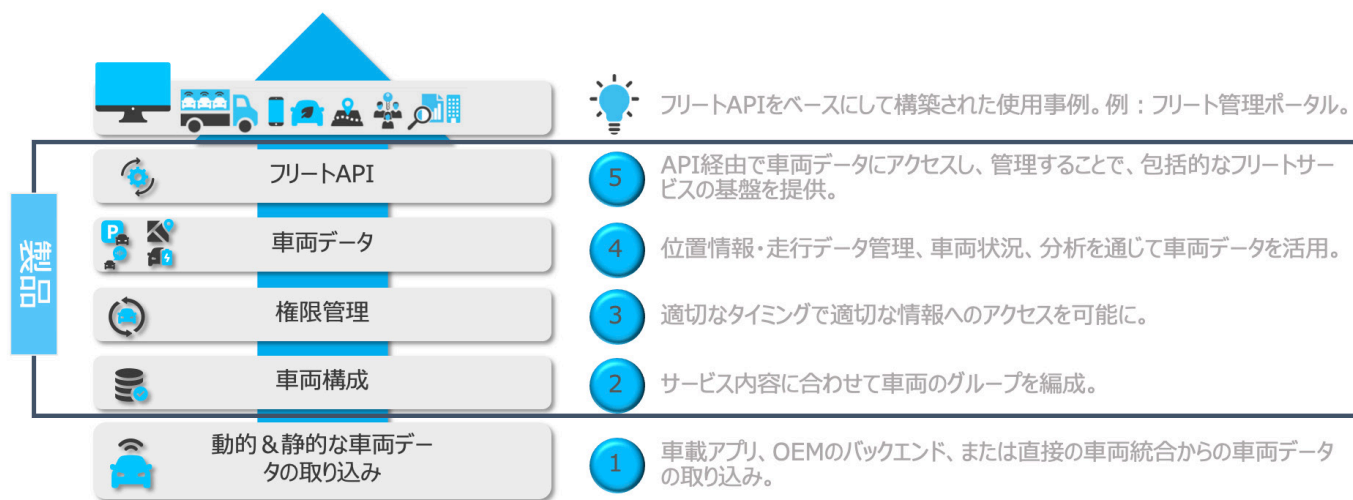 フリートAPIをベースにして構築された使用事例。例：フリート管理ポータル。
製品
フリートAPI
5
API経由で車両データにアクセスし、管理することで、包括的なフリートサー
ビスの基盤を提供。
P
車両データ
4
位置情報・走行データ管理、車両状況、分析を通じて車両データを活用。
権限管理
3
適切なタイミングで適切な情報へのアクセスを可能に。
車両構成
2
サービス内容に合わせて車両のグループを編成。
動的＆静的な車両デー
タの取り込み
1
車載アプリ、OEMのバックエンド、または直接の車両統合からの車両データ
の取り込み。